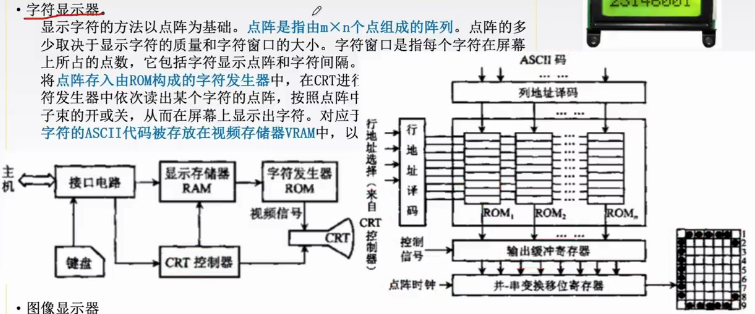 23148001
• 字符显示器
显示字符的方法以点阵为基础。点阵是指由m×n个点组成的阵列。点阵的多
少取决于显示字符的质量和字符窗口的大小。字符窗口是指每个字符在屏幕
上所占的点数，它包括字符显示点阵和字符间隔。
将点阵存入由ROM构成的字符发生器中，在CRT进行
符发生器中依次读出某个字符的点阵，按照点阵中
子束的开或关，从而在屏幕上显示出字符。对应于
字符的ASCII代码被存放在视频存储器VRAM中，以
主机
接口电路
显示存储器
RAM
字符发生器
ROM
视频信号
CRT
键盘
CRT 控制器
ASCII 码
列地址译码
行地址选择（来自CRT控制器）
行地址译码
ROM1
ROM2
ROMn
控制
信号
输出缓冲寄存器
点阵时钟
并-串变换移位寄存器
1
2
3
4
5
6
7
8
9
• 图像显示器